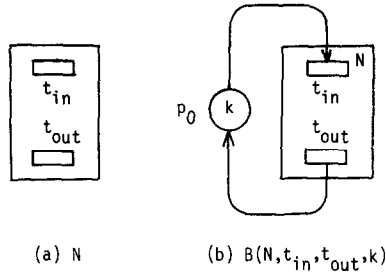 t_in
t_out
(a) N
N
p_0
k
t_in
t_out
(b) B(N,t_in,t_out,k)